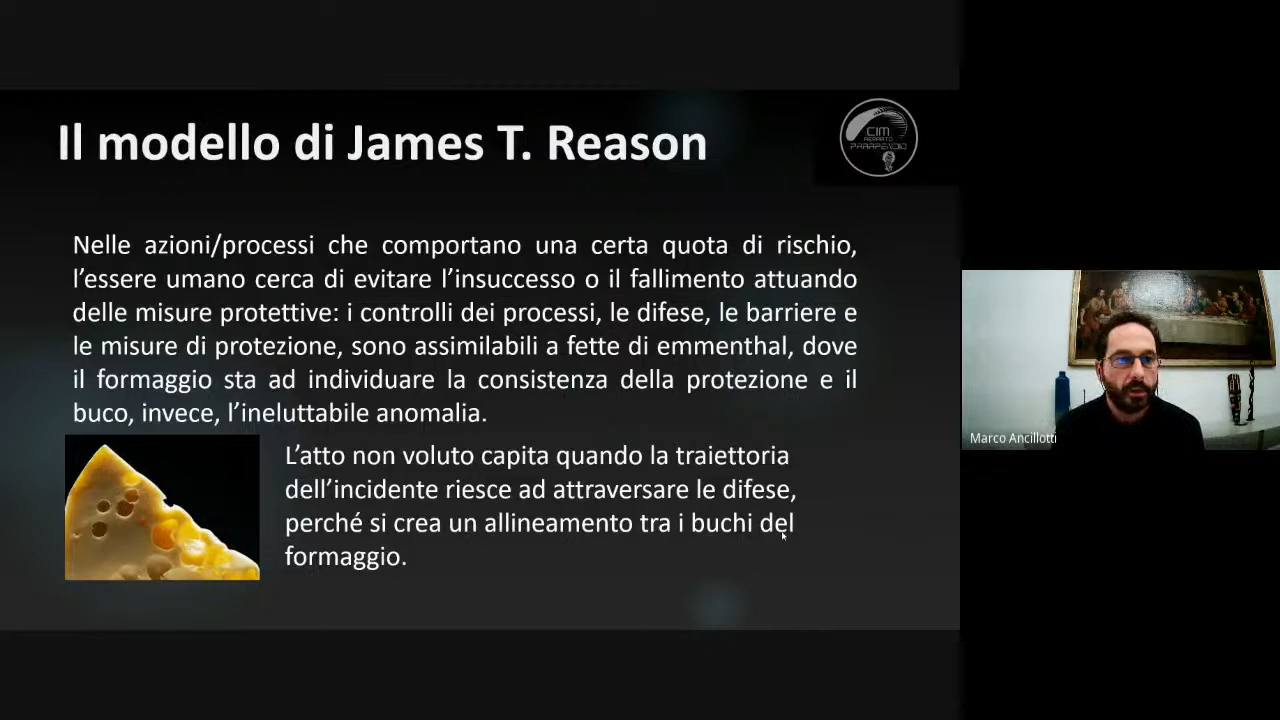 Il modello di James T. Reason
CIM
REPARTO
PARAPENDIO
Nelle azioni/processi che comportano una certa quota di rischio,
l’essere umano cerca di evitare l’insuccesso o il fallimento attuando
delle misure protettive: i controlli dei processi, le difese, le barriere e
le misure di protezione, sono assimilabili a fette di emmenthal, dove
il formaggio sta ad individuare la consistenza della protezione e il
buco, invece, l’ineluttabile anomalia.
L’atto non voluto capita quando la traiettoria
dell’incidente riesce ad attraversare le difese,
perché si crea un allineamento tra i buchi del
formaggio.
Marco Ancillotti